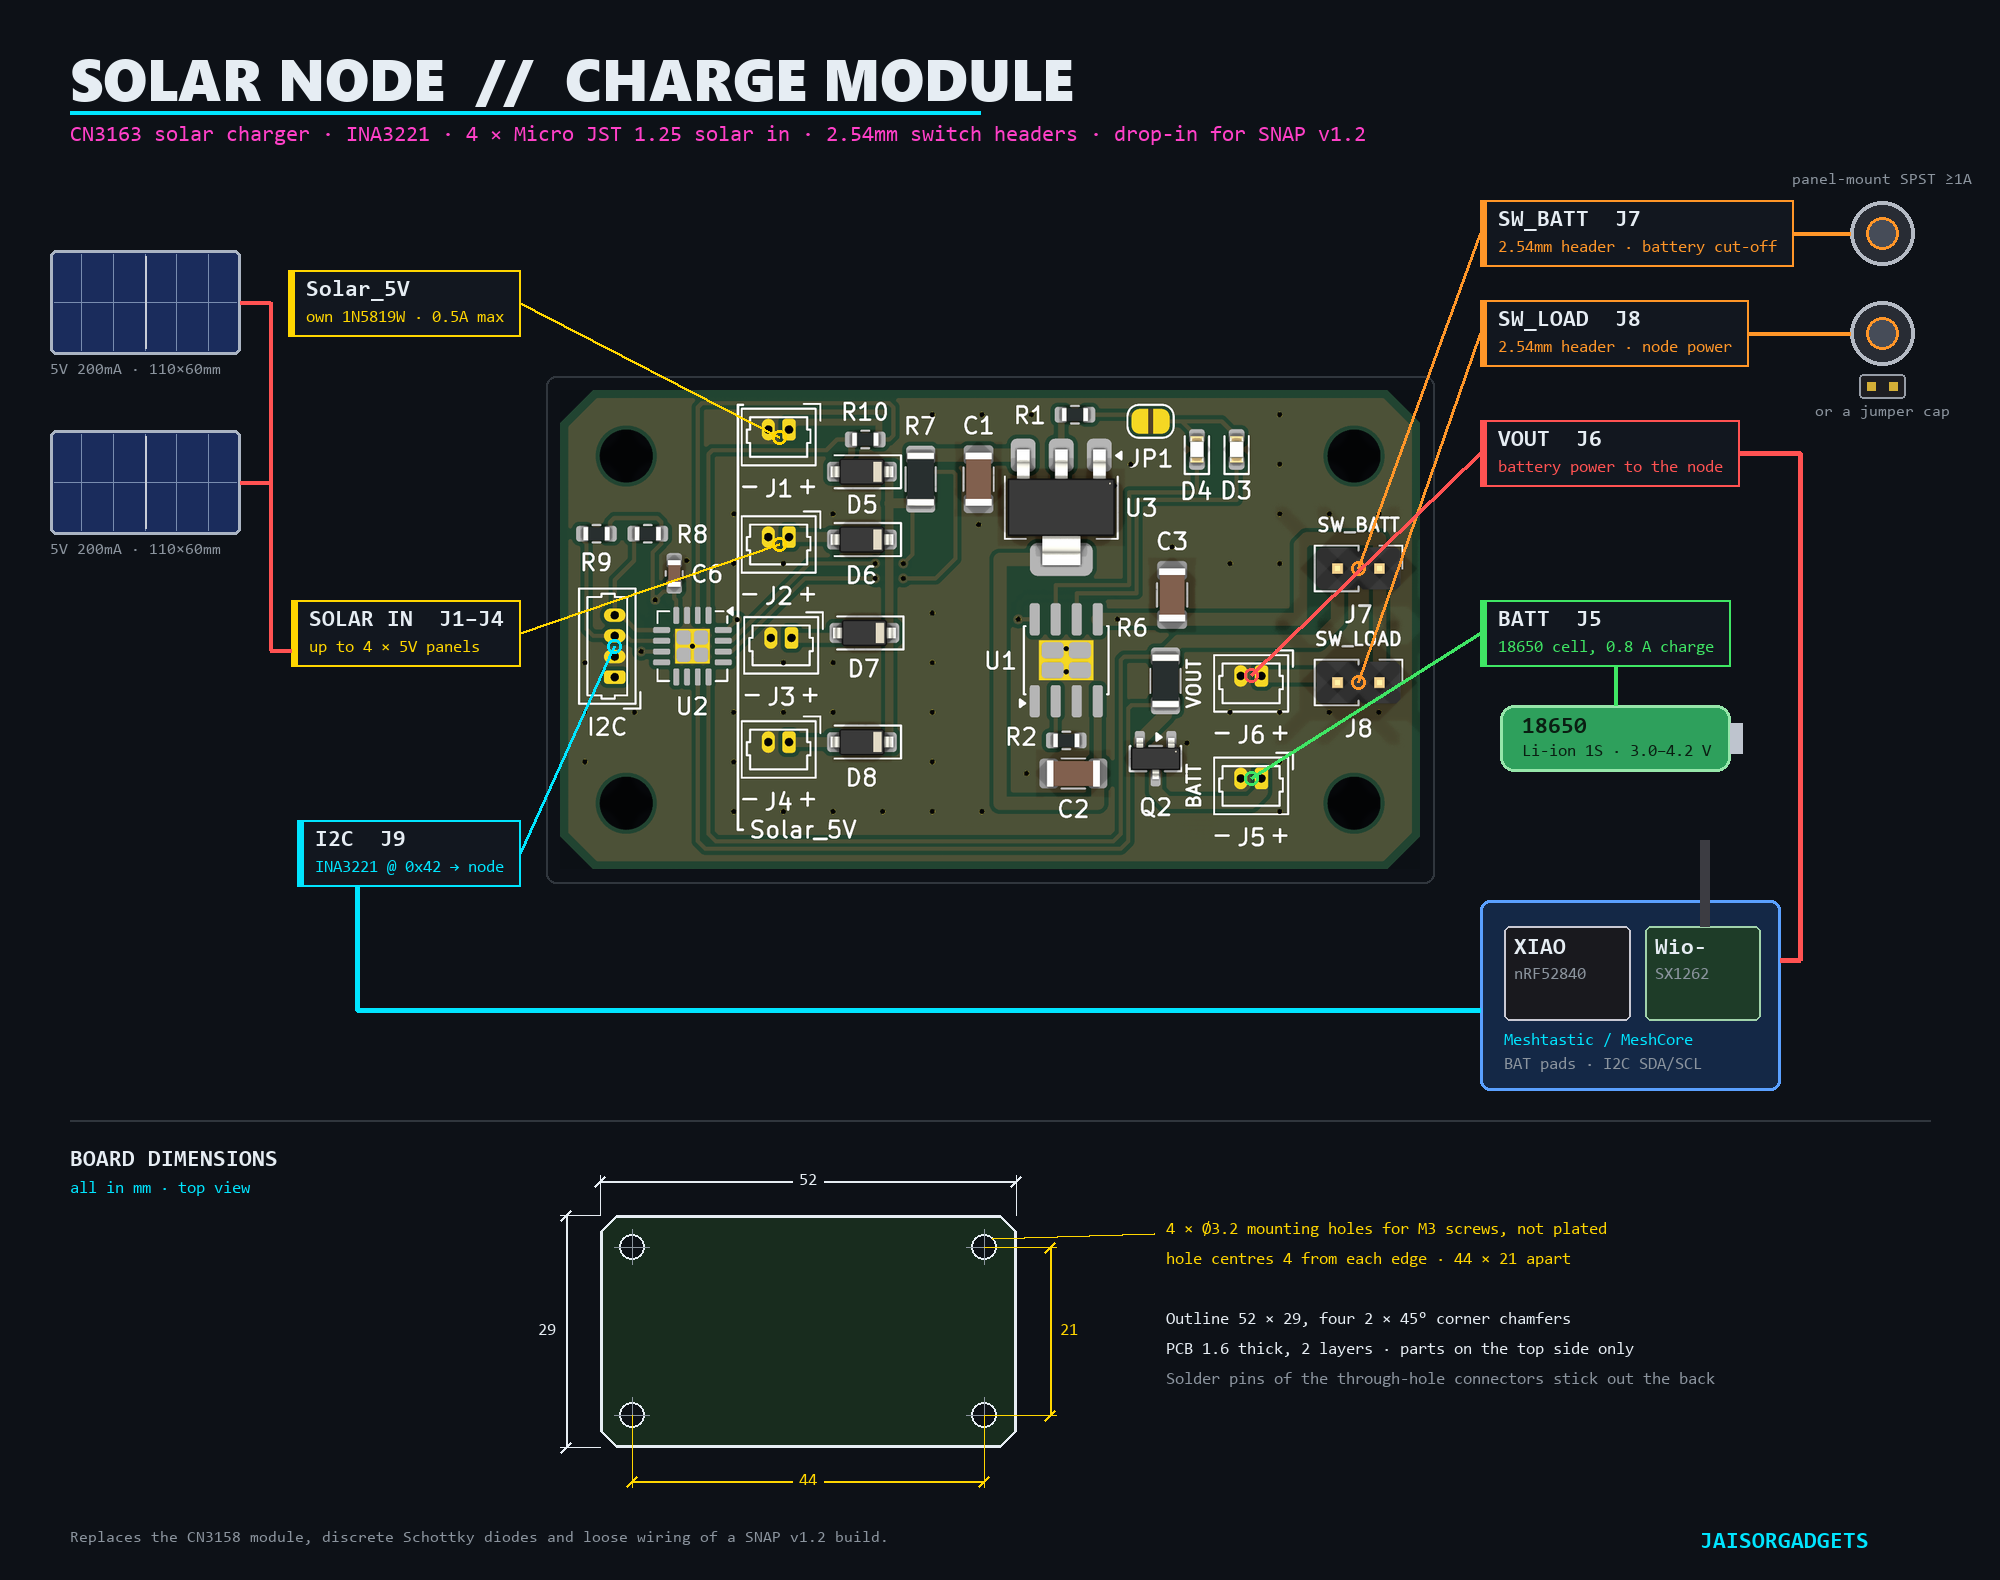 SOLAR NODE // CHARGE MODULE
CN3163 solar charger · INA3221 · 4 × Micro JST 1.25 solar in · 2.54mm switch headers · drop-in for SNAP v1.2
panel-mount SPST ≥1A
SW_BATT J7
2.54mm header · battery cut-off
Solar_5V
own 1N5819W · 0.5A max
SW_LOAD J8
2.54mm header · node power
5V 200mA · 110×60mm
or a jumper cap
VOUT J6
battery power to the node
5V 200mA · 110×60mm
SOLAR IN J1–J4
up to 4 × 5V panels
BATT J5
18650 cell, 0.8 A charge
18650
Li-ion 1S · 3.0–4.2 V
I2C J9
INA3221 @ 0x42 → node
R10
R7
C1
R1
JP1
D4
D3
- J1 +
D5
U3
SW_BATT
R9
R8
C6
D6
C3
- J2 +
J7
R6
SW_LOAD
U1
D7
I2C
U2
- J3 +
VOUT
R2
- J6 +
J8
D8
BATT
- J4 +
C2
Q2
Solar_5V
- J5 +
XIAO
nRF52840
Wio-
SX1262
Meshtastic / MeshCore
BAT pads · I2C SDA/SCL
BOARD DIMENSIONS
all in mm · top view
52
29
21
44
4 × Ø3.2 mounting holes for M3 screws, not plated
hole centres 4 from each edge · 44 × 21 apart
Outline 52 × 29, four 2 × 45° corner chamfers
PCB 1.6 thick, 2 layers · parts on the top side only
Solder pins of the through-hole connectors stick out the back
Replaces the CN3158 module, discrete Schottky diodes and loose wiring of a SNAP v1.2 build.
JAISORGADGETS